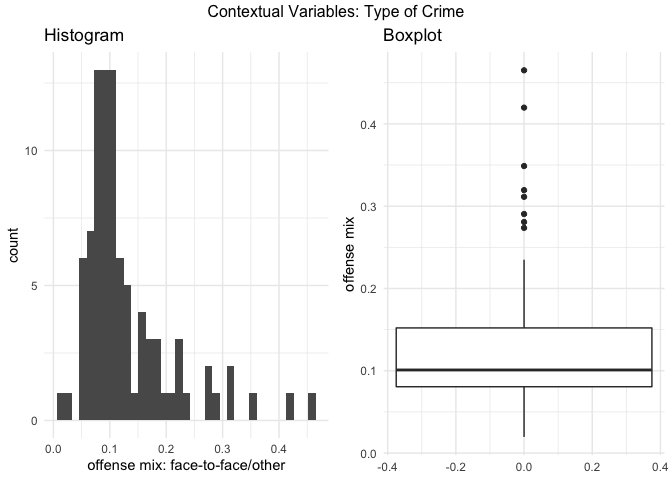 Contextual Variables: Type of Crime
Histogram
count
10
5
0
0.0 0.1 0.2 0.3 0.4
offense mix: face-to-face/other
Boxplot
offense mix
0.4
0.3
0.2
0.1
0.0
-0.4 -0.2 0.0 0.2 0.4